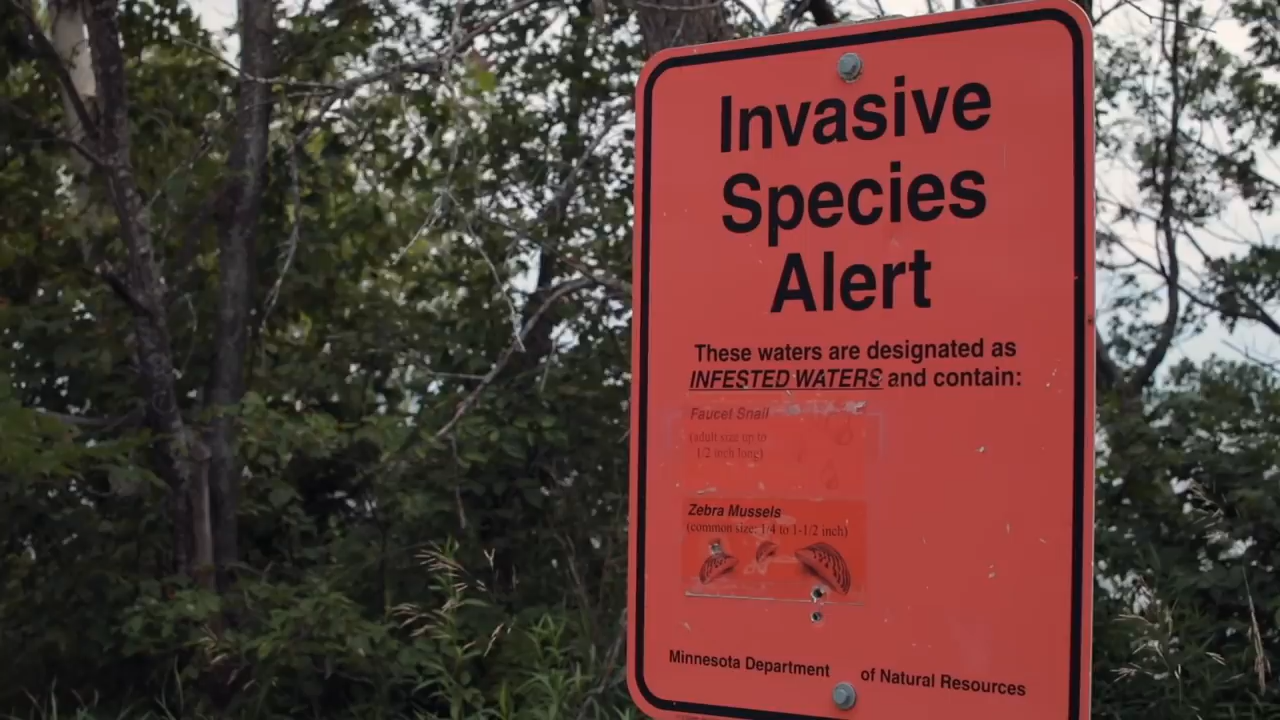 Invasive
Species
Alert
These waters are designated as
INFESTED WATERS and contain:
Faucet Snail
(adult size up to
1/2 inch long)
Zebra Mussels
(common size: 1/4 to 1-1/2 inch)
Minnesota Department of Natural Resources